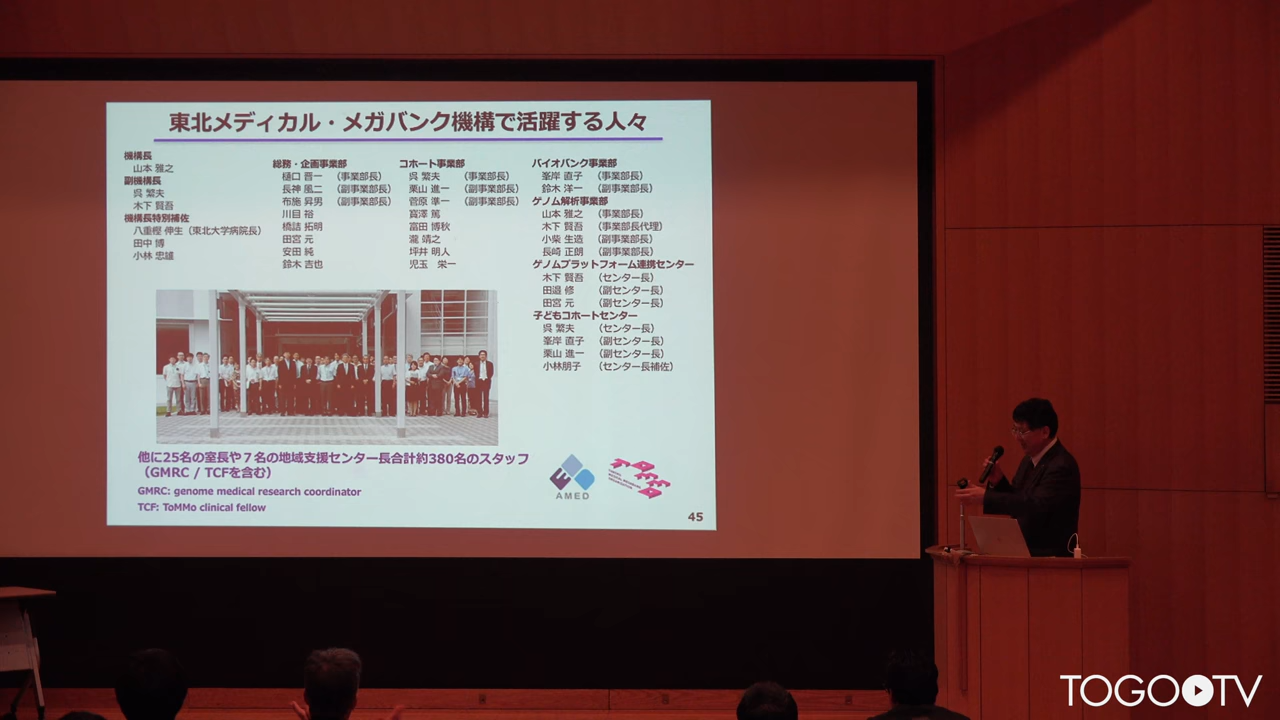 東北メディカル・メガバンク機構で活躍する人々
機構長
山本 雅之
副機構長
呉 繁夫
木下 賢吾
機構長特別補佐
八重樫 伸生（東北大学病院長）
田中 博
小林 忠雄
総務・企画事業部
樋口 晋一 （事業部長）
長神 風二 （副事業部長）
布施 昇男 （副事業部長）
川目 裕
橋詰 拓明
田宮 元
安田 純
鈴木 吉也
コホート事業部
呉 繁夫 （事業部長）
栗山 進一 （副事業部長）
菅原 準一 （副事業部長）
寳澤 篤
富田 博秋
瀧 靖之
坪井 明人
児玉 栄一
バイオバンク事業部
峯岸 直子 （事業部長）
鈴木 洋一 （副事業部長）
ゲノム解析事業部
山本 雅之 （事業部長）
木下 賢吾 （事業部長代理）
小柴 生造 （副事業部長）
長﨑 正朗 （副事業部長）
ゲノムプラットフォーム連携センター
木下 賢吾 （センター長）
田邉 修 （副センター長）
田宮 元 （副センター長）
子どもコホートセンター
呉 繁夫 （センター長）
峯岸 直子 （副センター長）
栗山 進一 （副センター長）
小林朋子 （センター長補佐）
他に25名の室長や７名の地域支援センター長合計約380名のスタッフ
（GMRC / TCFを含む）
GMRC: genome medical research coordinator
TCF: ToMMo clinical fellow
AMED
45
TOGO TV